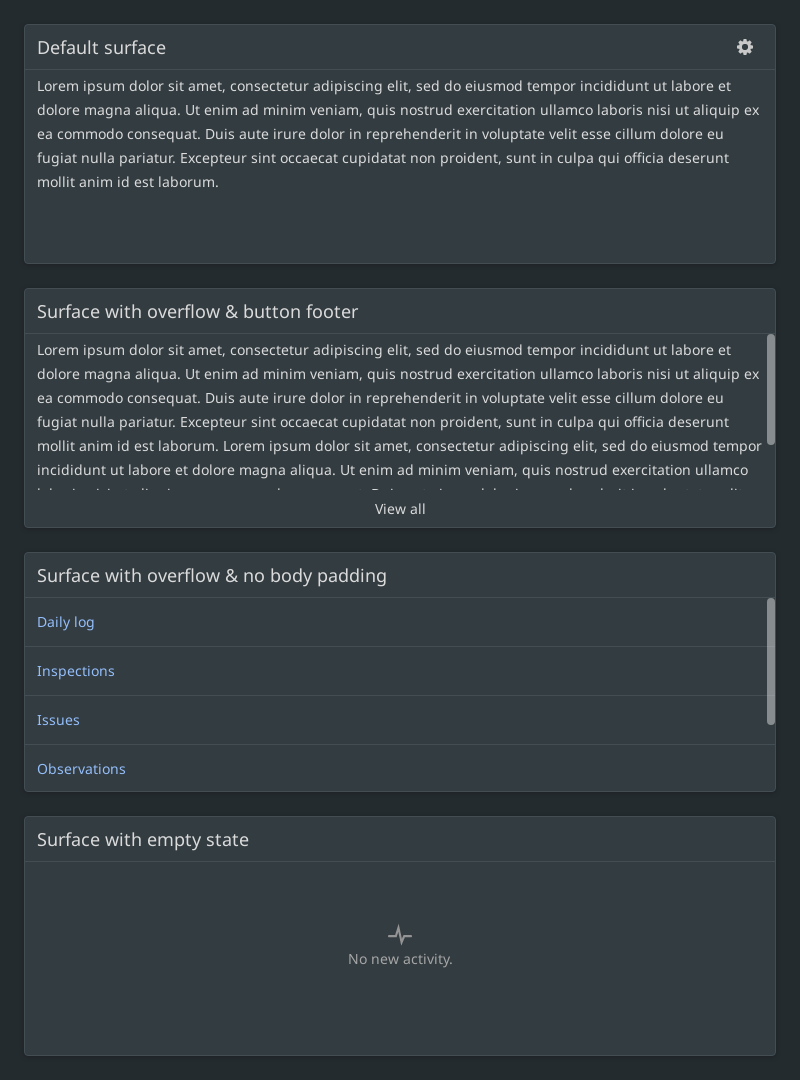 Default surface
Lorem ipsum dolor sit amet, consectetur adipiscing elit, sed do eiusmod tempor incididunt ut labore et
dolore magna aliqua. Ut enim ad minim veniam, quis nostrud exercitation ullamco laboris nisi ut aliquip ex
ea commodo consequat. Duis aute irure dolor in reprehenderit in voluptate velit esse cillum dolore eu
fugiat nulla pariatur. Excepteur sint occaecat cupidatat non proident, sunt in culpa qui officia deserunt
mollit anim id est laborum.
Surface with overflow & button footer
Lorem ipsum dolor sit amet, consectetur adipiscing elit, sed do eiusmod tempor incididunt ut labore et
dolore magna aliqua. Ut enim ad minim veniam, quis nostrud exercitation ullamco laboris nisi ut aliquip ex
ea commodo consequat. Duis aute irure dolor in reprehenderit in voluptate velit esse cillum dolore eu
fugiat nulla pariatur. Excepteur sint occaecat cupidatat non proident, sunt in culpa qui officia deserunt
mollit anim id est laborum. Lorem ipsum dolor sit amet, consectetur adipiscing elit, sed do eiusmod tempor
incididunt ut labore et dolore magna aliqua. Ut enim ad minim veniam, quis nostrud exercitation ullamco
View all
Surface with overflow & no body padding
Daily log
Inspections
Issues
Observations
Surface with empty state
No new activity.